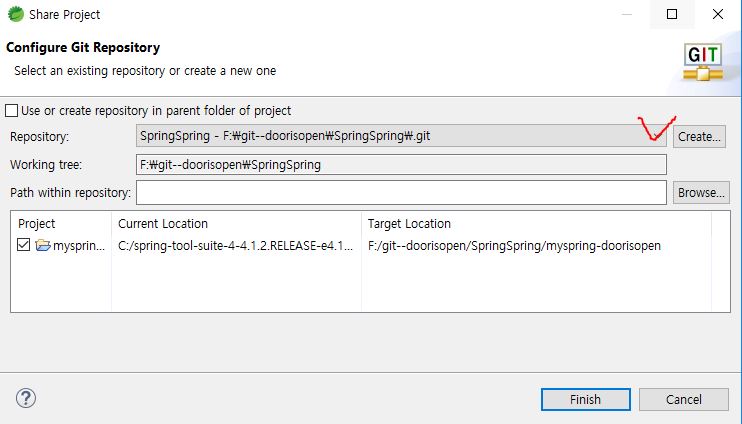 Share Project
Configure Git Repository
Select an existing repository or create a new one
GIT
Use or create repository in parent folder of project
Repository: SpringSpring - F:₩git--doorisopen₩SpringSpring₩.git Create...
Working tree: F:₩git--doorisopen₩SpringSpring
Path within repository: Browse...
Project Current Location Target Location
mysprin... C:/spring-tool-suite-4-4.1.2.RELEASE-e4.1... F:/git--doorisopen/SpringSpring/myspring-doorisopen
? Finish Cancel